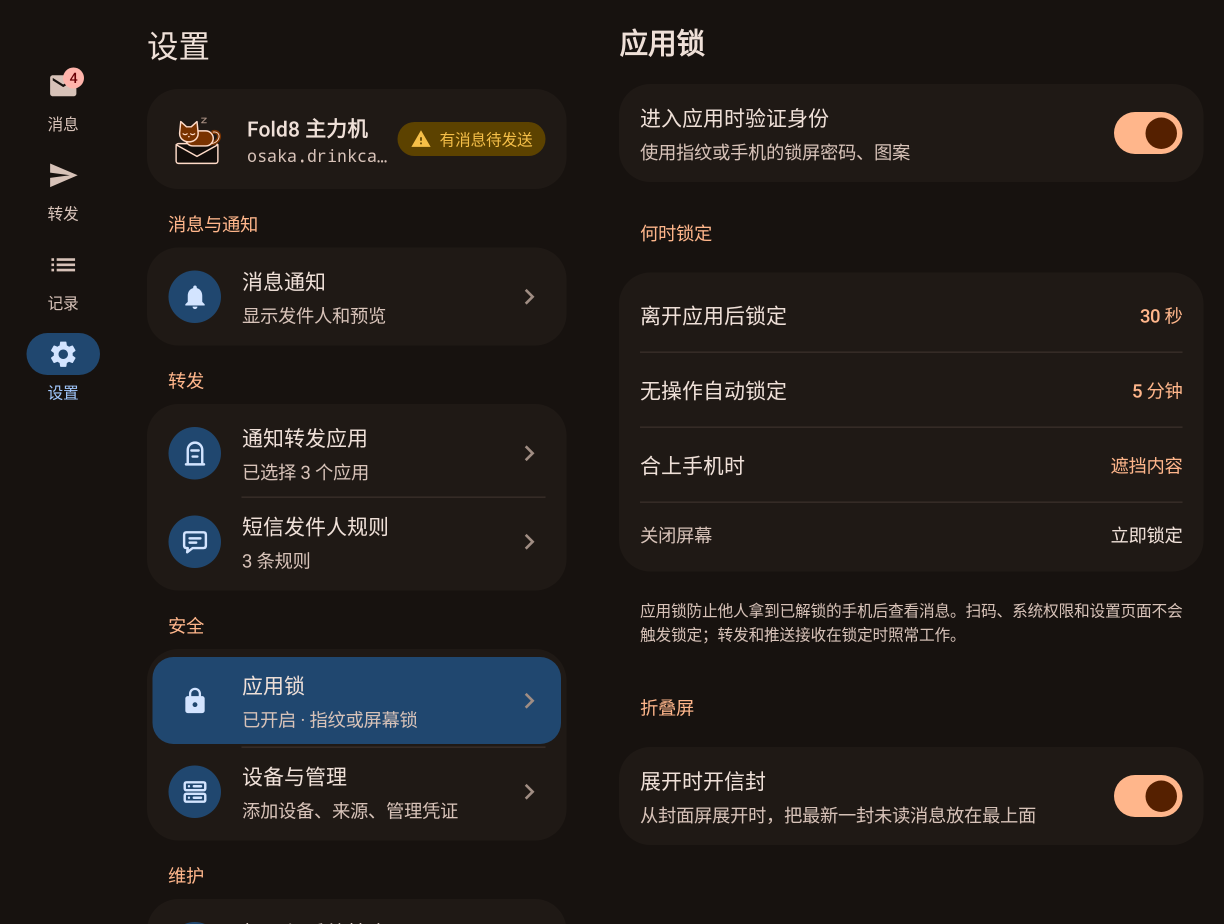 4
消息
转发
记录
设置
设置
Fold8 主力机
osaka.drinkca…
有消息待发送
消息与通知
消息通知
显示发件人和预览
转发
通知转发应用
已选择 3 个应用
短信发件人规则
3 条规则
安全
应用锁
已开启 · 指纹或屏幕锁
设备与管理
添加设备、来源、管理凭证
维护
应用锁
进入应用时验证身份
使用指纹或手机的锁屏密码、图案
何时锁定
离开应用后锁定
30 秒
无操作自动锁定
5 分钟
合上手机时
遮挡内容
关闭屏幕
立即锁定
应用锁防止他人拿到已解锁的手机后查看消息。扫码、系统权限和设置页面不会
触发锁定；转发和推送接收在锁定时照常工作。
折叠屏
展开时开信封
从封面屏展开时，把最新一封未读消息放在最上面